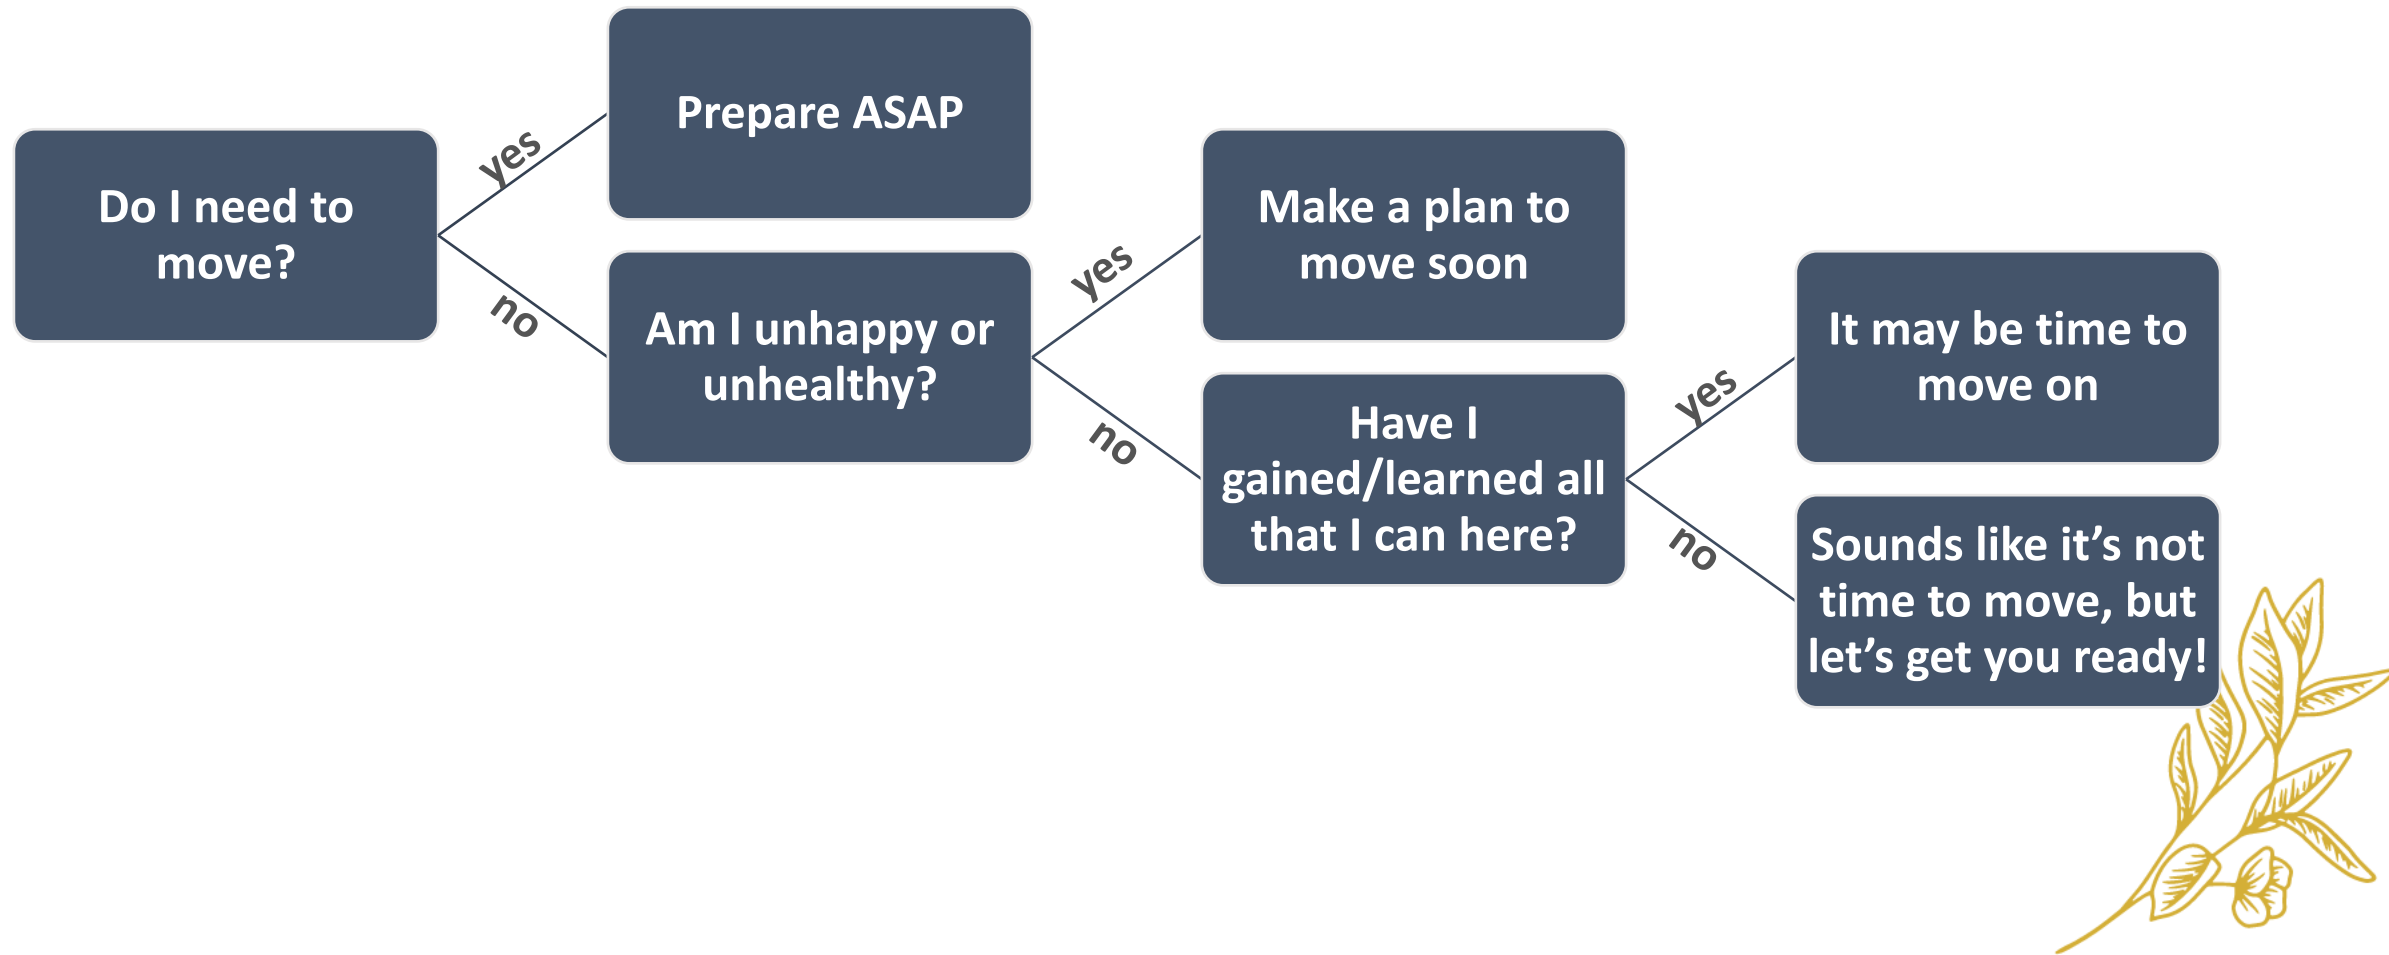 Do I need to
move?
yes
no
Prepare ASAP
Am I unhappy or
unhealthy?
yes
no
Make a plan to
move soon
Have I
gained/learned all
that I can here?
yes
no
It may be time to
move on
Sounds like it’s not
time to move, but
let’s get you ready!